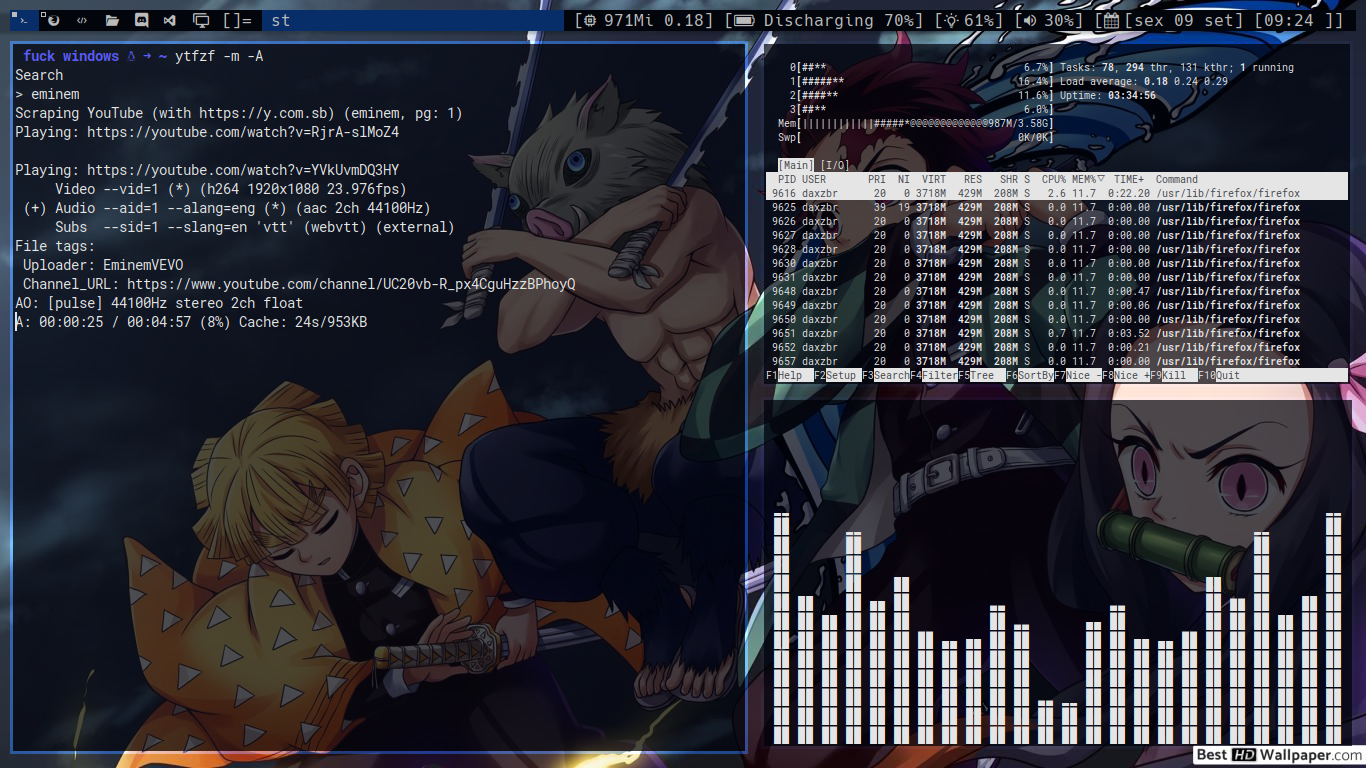 []= st [ 971Mi 0.18] [ Discharging 70%] [ 61%] [ 30%] [ [sex 09 set] [09:24 ]]
fuck windows → ~ ytfzf -m -A
Search
> eminem
Scraping YouTube (with https://y.com.sb) (eminem, pg: 1)
Playing: https://youtube.com/watch?v=RjrA-slMoZ4
Playing: https://youtube.com/watch?v=YVkUvmDQ3HY
Video --vid=1 (*) (h264 1920x1080 23.976fps)
(+) Audio --aid=1 --alang=eng (*) (aac 2ch 44100Hz)
Subs --sid=1 --slang=en 'vtt' (webvtt) (external)
File tags:
Uploader: EminemVEVO
Channel_URL: https://www.youtube.com/channel/UC20vb-R_px4CguHzzBPhoyQ
AO: [pulse] 44100Hz stereo 2ch float
A: 00:00:25 / 00:04:57 (8%) Cache: 24s/953KB
0[##** 6.7%] Tasks: 78, 294 thr, 131 kthr; 1 running
1[#####** 16.4%] Load average: 0.18 0.24 0.29
2[####** 11.6%] Uptime: 03:34:56
3[##** 6.0%]
Mem[||||||||||||#####*@@@@@@@@@@@@@987M/3.58G]
Swp[ 0K/0K]
[Main] [I/O]
PID USER PRI NI VIRT RES SHR S CPU% MEM%▽ TIME+ Command
9616 daxzbr 20 0 3718M 429M 208M S 2.6 11.7 0:22.20 /usr/lib/firefox/firefox
9625 daxzbr 39 19 3718M 429M 208M S 0.0 11.7 0:00.00 /usr/lib/firefox/firefox
9626 daxzbr 20 0 3718M 429M 208M S 0.0 11.7 0:00.00 /usr/lib/firefox/firefox
9627 daxzbr 20 0 3718M 429M 208M S 0.0 11.7 0:00.00 /usr/lib/firefox/firefox
9628 daxzbr 20 0 3718M 429M 208M S 0.0 11.7 0:00.00 /usr/lib/firefox/firefox
9630 daxzbr 20 0 3718M 429M 208M S 0.0 11.7 0:00.00 /usr/lib/firefox/firefox
9631 daxzbr 20 0 3718M 429M 208M S 0.0 11.7 0:00.00 /usr/lib/firefox/firefox
9648 daxzbr 20 0 3718M 429M 208M S 0.0 11.7 0:00.47 /usr/lib/firefox/firefox
9649 daxzbr 20 0 3718M 429M 208M S 0.0 11.7 0:00.06 /usr/lib/firefox/firefox
9650 daxzbr 20 0 3718M 429M 208M S 0.0 11.7 0:00.00 /usr/lib/firefox/firefox
9651 daxzbr 20 0 3718M 429M 208M S 0.7 11.7 0:03.52 /usr/lib/firefox/firefox
9652 daxzbr 20 0 3718M 429M 208M S 0.0 11.7 0:00.21 /usr/lib/firefox/firefox
9657 daxzbr 20 0 3718M 429M 208M S 0.0 11.7 0:00.00 /usr/lib/firefox/firefox
F1Help F2Setup F3SearchF4FilterF5Tree F6SortByF7Nice -F8Nice +F9Kill F10Quit
Best HD Wallpaper.com